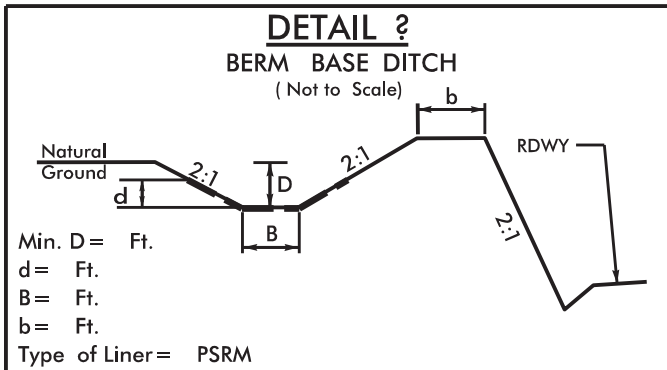 DETAIL ?
BERM BASE DITCH
( Not to Scale)
b
Natural
Ground
2:1
2:1
RDWY
d
D
2:1
B
Min. D= Ft.
d= Ft.
B= Ft.
b= Ft.
Type of Liner= PSRM